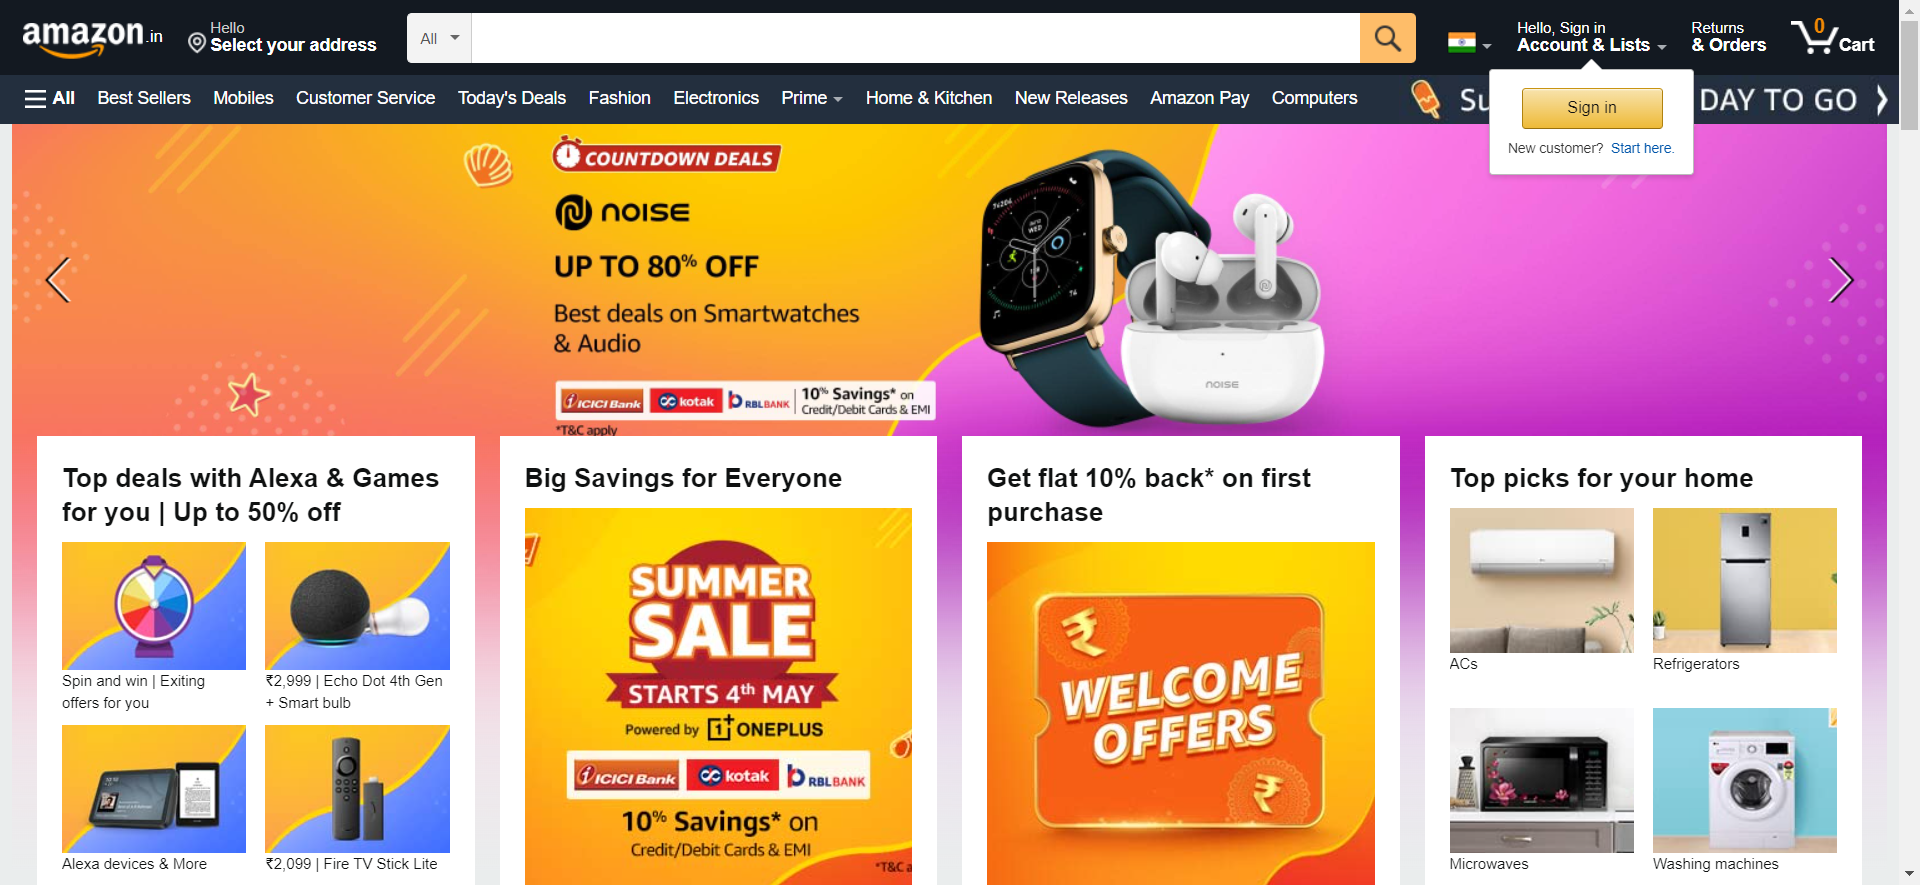 amazon.in
Hello
Select your address
All
Hello, Sign in
Account & Lists
Returns
& Orders
0
Cart
All
Best Sellers
Mobiles
Customer Service
Today's Deals
Fashion
Electronics
Prime
Home & Kitchen
New Releases
Amazon Pay
Computers
Su
DAY TO GO
Sign in
New customer? Start here.
COUNTDOWN DEALS
NOISE
UP TO 80% OFF
Best deals on Smartwatches
& Audio
ICICI Bank
kotak
RBLBANK
10% Savings* on
Credit/Debit Cards & EMI
*T&C apply
noise
Top deals with Alexa & Games
for you | Up to 50% off
Spin and win | Exiting
offers for you
₹2,999 | Echo Dot 4th Gen
+ Smart bulb
Alexa devices & More
₹2,099 | Fire TV Stick Lite
Big Savings for Everyone
SUMMER
SALE
STARTS 4th MAY
Powered by ONEPLUS
ICICI Bank
kotak
RBLBANK
10% Savings* on
Credit/Debit Cards & EMI
*T&C a
Get flat 10% back* on first
purchase
₹
WELCOME
OFFERS
₹
Top picks for your home
ACs
Refrigerators
Microwaves
Washing machines